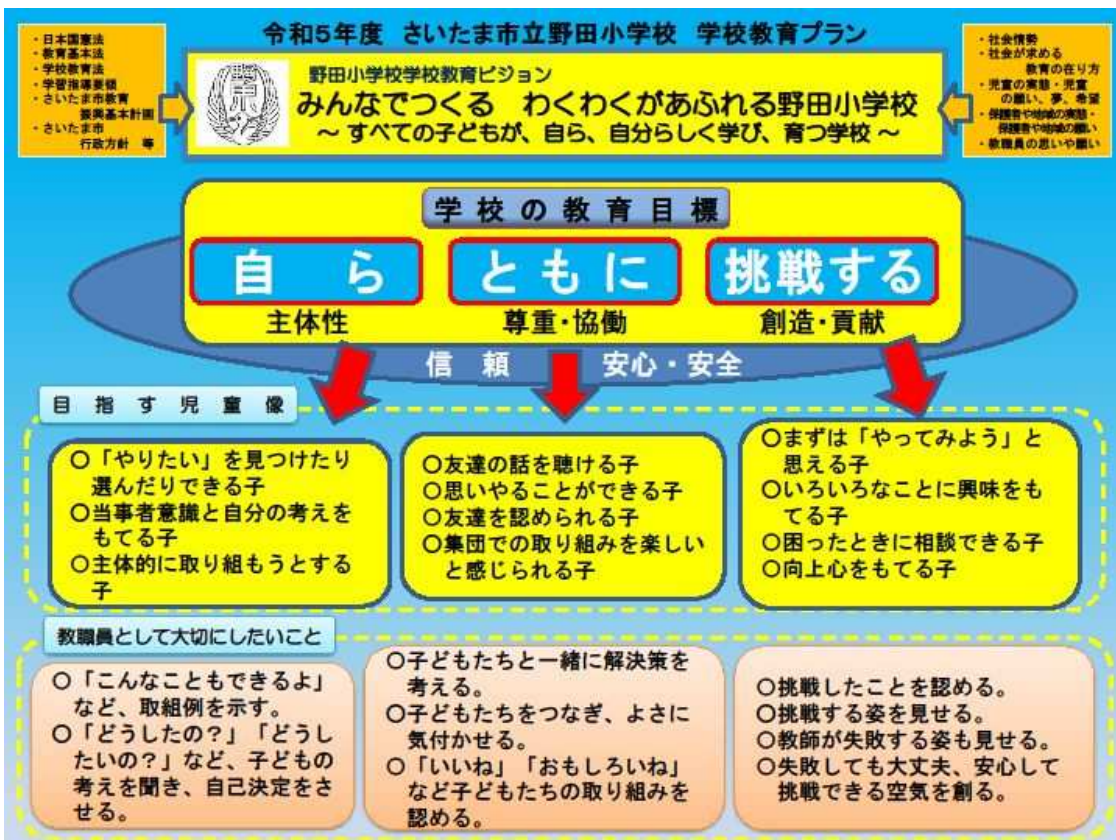 令和５年度 さいたま市立野田小学校 学校教育プラン
・日本国憲法
・教育基本法
・学校教育法
・学習指導要領
・さいたま市教育
振興基本計画
・さいたま市
行政方針 等
野田小学校学校教育ビジョン
みんなでつくる わくわくがあふれる野田小学校
～ すべての子どもが、自ら、自分らしく学び、育つ学校 ～
・社会情勢
・社会が求める
教育の在り方
・児童の実態・児童
の願い、夢、希望
・保護者や地域の実態・
保護者や地域の願い
・教職員の思いや願い
学校の教育目標
自ら
ともに
挑戦する
主体性
尊重・協働
創造・貢献
信頼 安心・安全
目指す児童像
○「やりたい」を見つけたり
選んだりできる子
○当事者意識と自分の考えを
もてる子
○主体的に取り組もうとする
子
○友達の話を聴ける子
○思いやることができる子
○友達を認められる子
○集団での取り組みを楽しい
と感じられる子
○まずは「やってみよう」と
思える子
○いろいろなことに興味をも
てる子
○困ったときに相談できる子
○向上心をもてる子
教職員として大切にしたいこと
○「こんなこともできるよ」
など、取組例を示す。
○「どうしたの？」「どうし
たいの？」など、子どもの
考えを聞き、自己決定をさ
せる。
○子どもたちと一緒に解決策を
考える。
○子どもたちをつなぎ、よさに
気付かせる。
○「いいね」「おもしろいね」
など子どもたちの取り組みを
認める。
○挑戦したことを認める。
○挑戦する姿を見せる。
○教師が失敗する姿も見せる。
○失敗しても大丈夫、安心して
挑戦できる空気を創る。